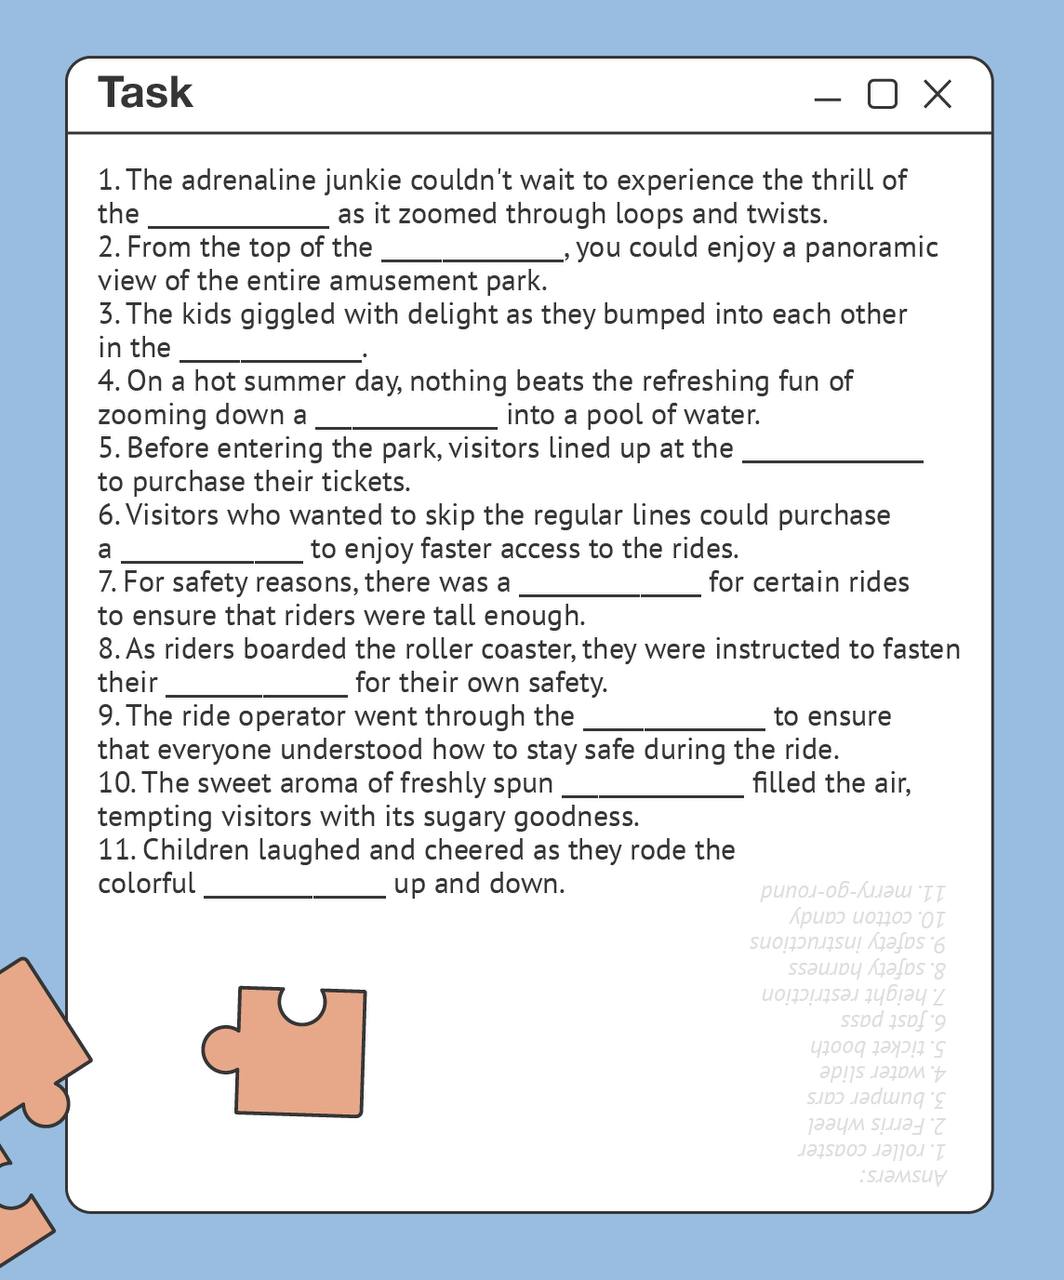 Task
1. The adrenaline junkie couldn't wait to experience the thrill of
the _____________ as it zoomed through loops and twists.
2. From the top of the _____________, you could enjoy a panoramic
view of the entire amusement park.
3. The kids giggled with delight as they bumped into each other
in the _____________.
4. On a hot summer day, nothing beats the refreshing fun of
zooming down a _____________ into a pool of water.
5. Before entering the park, visitors lined up at the _____________
to purchase their tickets.
6. Visitors who wanted to skip the regular lines could purchase
a _____________ to enjoy faster access to the rides.
7. For safety reasons, there was a _____________ for certain rides
to ensure that riders were tall enough.
8. As riders boarded the roller coaster, they were instructed to fasten
their _____________ for their own safety.
9. The ride operator went through the _____________ to ensure
that everyone understood how to stay safe during the ride.
10. The sweet aroma of freshly spun _____________ filled the air,
tempting visitors with its sugary goodness.
11. Children laughed and cheered as they rode the
colorful _____________ up and down.
Answers:
1. roller coaster
2. Ferris wheel
3. bumper cars
4. water slide
5. ticket booth
6. fast pass
7. height restriction
8. safety harness
9. safety instructions
10. cotton candy
11. merry-go-round